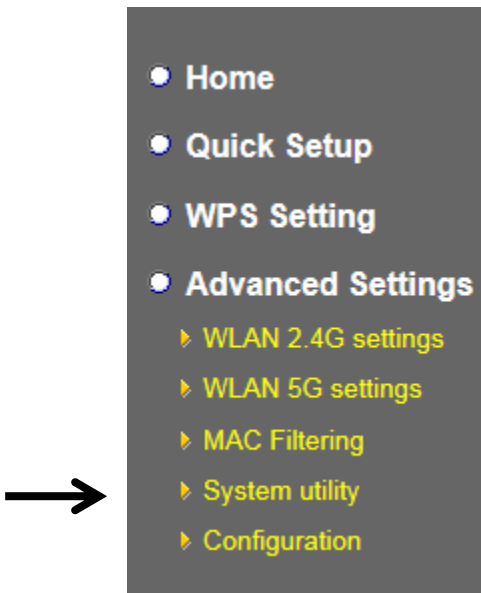 Home
Quick Setup
WPS Setting
Advanced Settings
WLAN 2.4G settings
WLAN 5G settings
MAC Filtering
System utility
Configuration